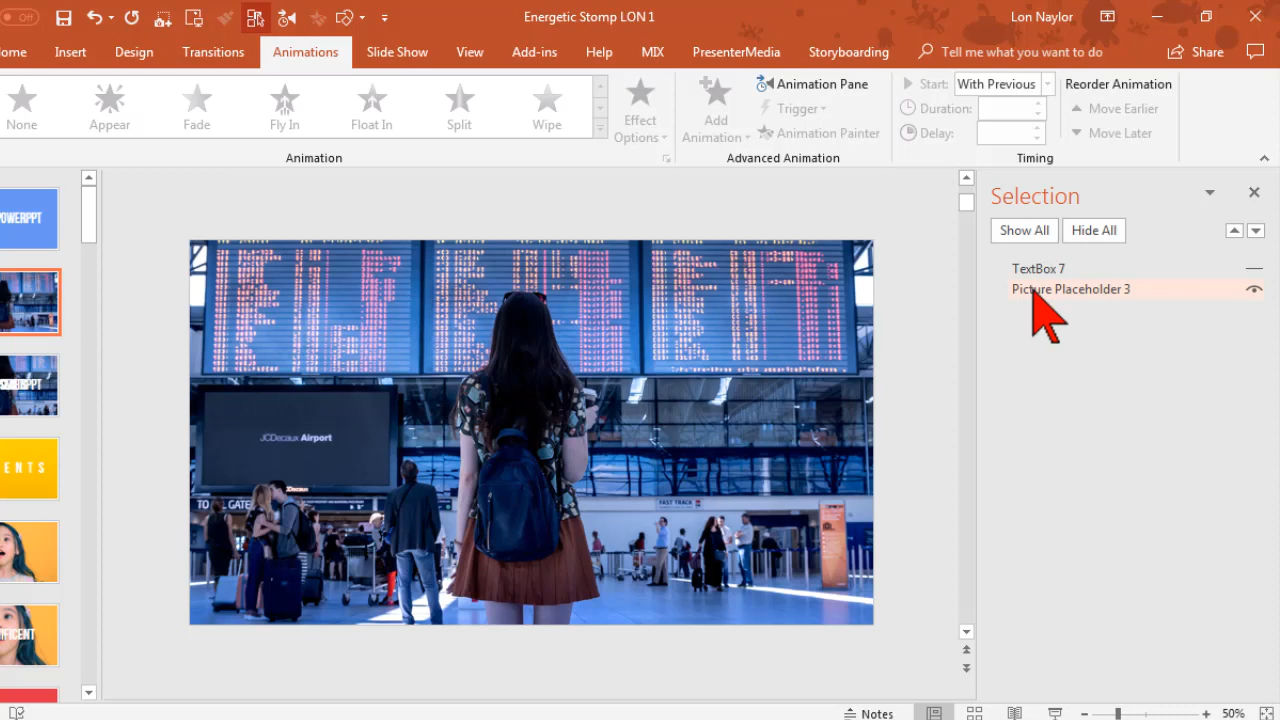 Off
Energetic Stomp LON 1
Lon Naylor
ome Insert Design Transitions Animations Slide Show View Add-ins Help MIX PresenterMedia Storyboarding Tell me what you want to do Share
None Appear Fade Fly In Float In Split Wipe
Effect Options
Add Animation
Animation Pane
Trigger
Animation Painter
Start: With Previous
Duration:
Delay:
Reorder Animation
Move Earlier
Move Later
Animation Advanced Animation Timing
Selection
Show All Hide All
TextBox 7
Picture Placeholder 3
POWERPPT
ENTS
JCDecaux Airport
JCDecaux
FAST TRACK
Notes 50%